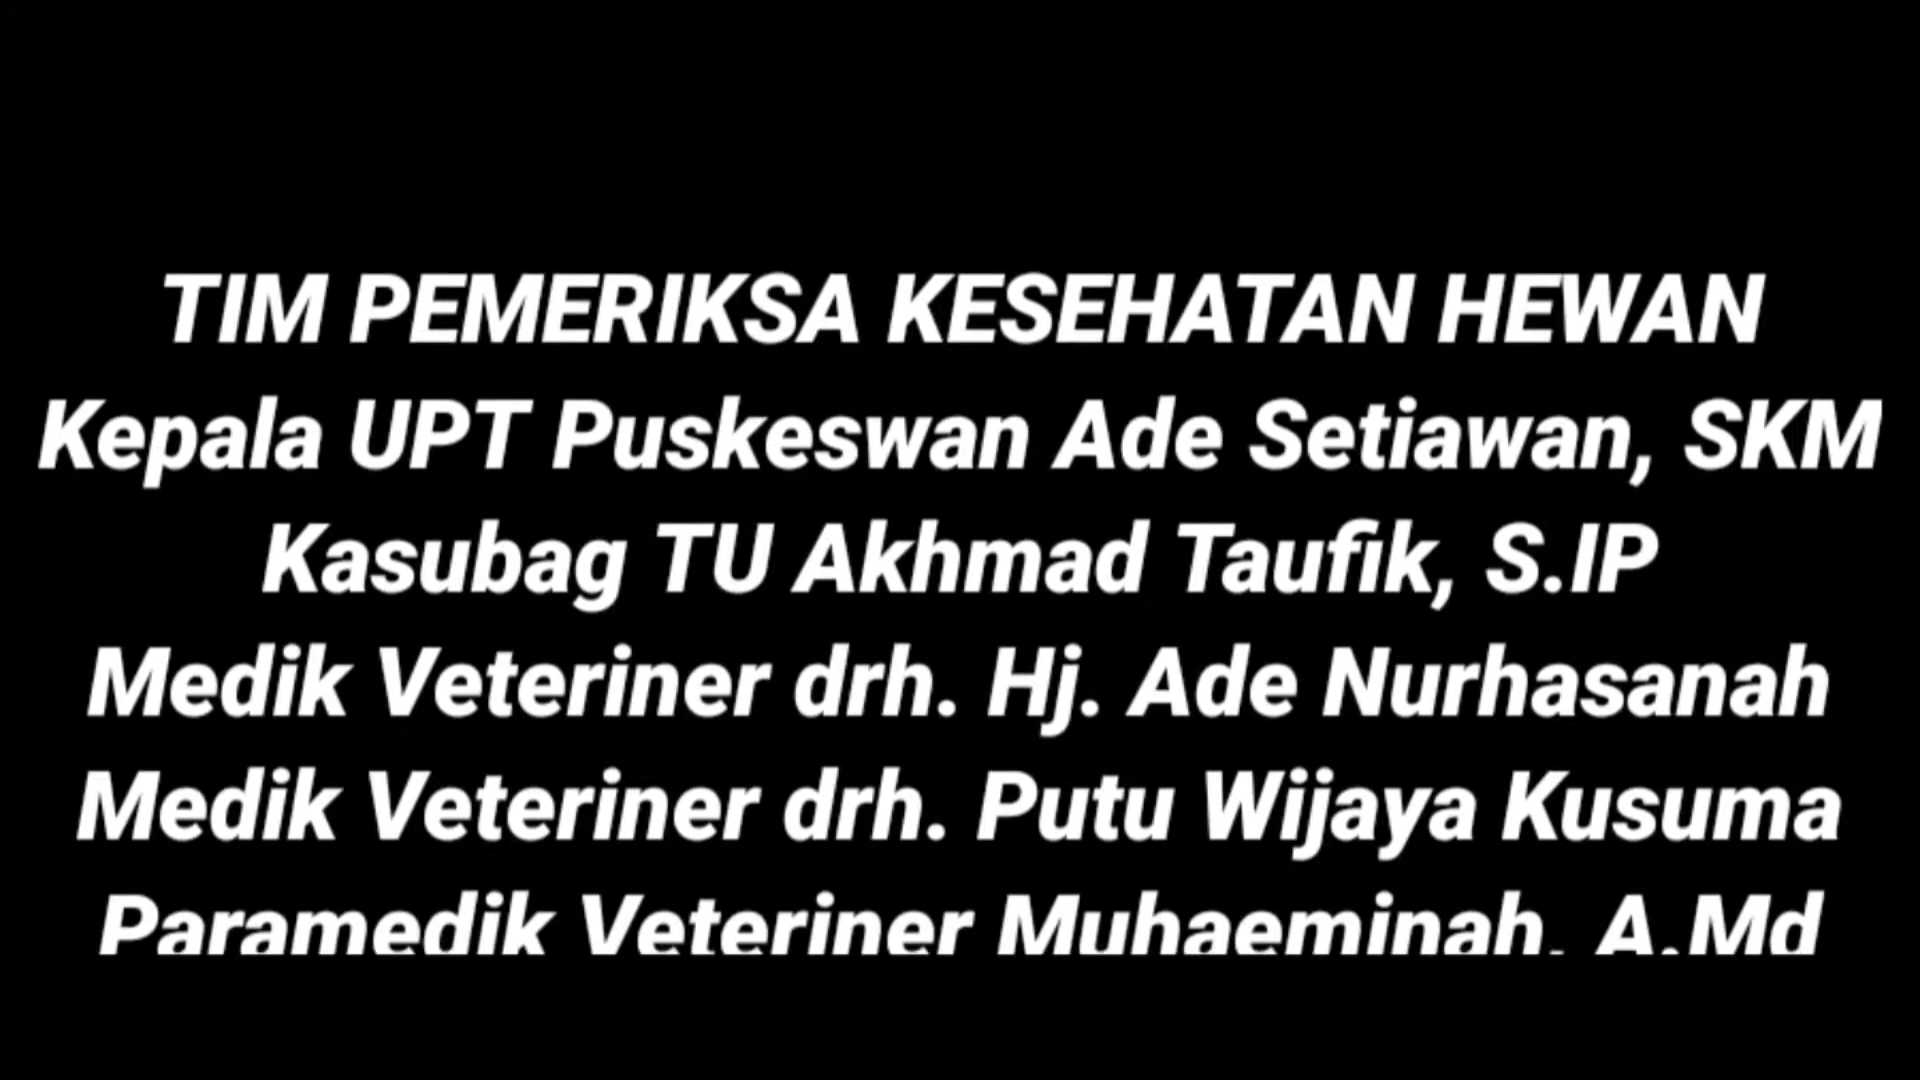 TIM PEMERIKSA KESEHATAN HEWAN
Kepala UPT Puskeswan Ade Setiawan, SKM
Kasubag TU Akhmad Taufik, S.IP
Medik Veteriner drh. Hj. Ade Nurhasanah
Medik Veteriner drh. Putu Wijaya Kusuma
Paramedik Veteriner Muhaeminah, A.Md